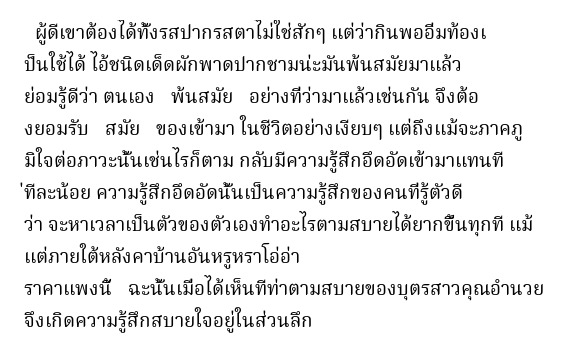 ผู้ดีเขาต้องได้ทั้งรสปากรสตาไม่ใช่สักๆ แต่ว่ากินพออิ่มท้องเ
ป็นใช้ได้ ไอ้ชนิดเด็ดผักพาดปากชามน่ะมันพ้นสมัยมาแล้ว
ย่อมรู้ดีว่า ตนเอง   พ้นสมัย   อย่างที่ว่ามาแล้วเช่นกัน จึงต้อ
งยอมรับ   สมัย   ของเข้ามา ในชีวิตอย่างเงียบๆ แต่ถึงแม้จะภาคภู
มิใจต่อภาวะนั้นเช่นไรก็ตาม กลับมีความรู้สึกอึดอัดเข้ามาแทนที
่ทีละน้อย ความรู้สึกอึดอัดนั้นเป็นความรู้สึกของคนที่รู้ตัวดี
ว่า จะหาเวลาเป็นตัวของตัวเองทำอะไรตามสบายได้ยากขึ้นทุกที แม้
แต่ภายใต้หลังคาบ้านอันหรูหราโอ่อ่า
ราคาแพงนี้   ฉะนั้นเมื่อได้เห็นทีท่าตามสบายของบุตรสาวคุณอำนวย
จึงเกิดความรู้สึกสบายใจอยู่ในส่วนลึก